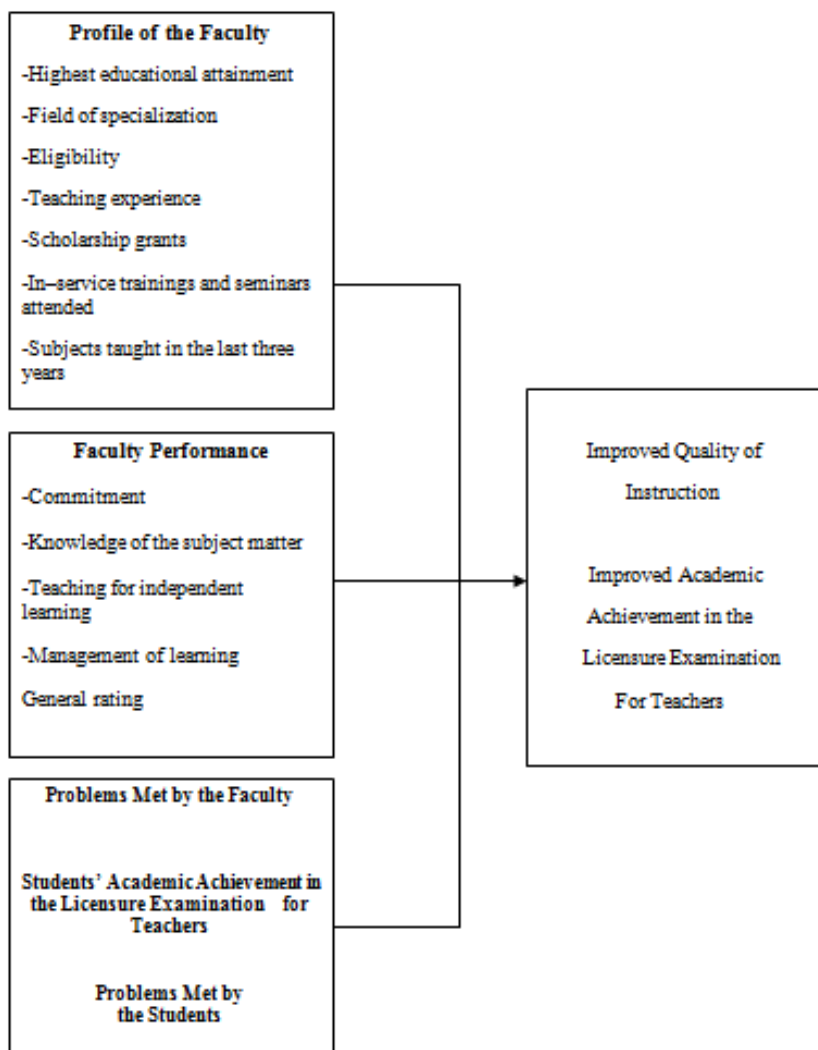 Profile of the Faculty
-Highest educational attainment
-Field of specialization
-Eligibility
-Teaching experience
-Scholarship grants
-In–service trainings and seminars
attended
-Subjects taught in the last three
years
Faculty Performance
-Commitment
-Knowledge of the subject matter
-Teaching for independent
learning
-Management of learning
General rating
Problems Met by the Faculty
Students’ Academic Achievement in
the Licensure Examination for
Teachers
Problems Met by
the Students
Improved Quality of
Instruction
Improved Academic
Achievement in the
Licensure Examination
For Teachers